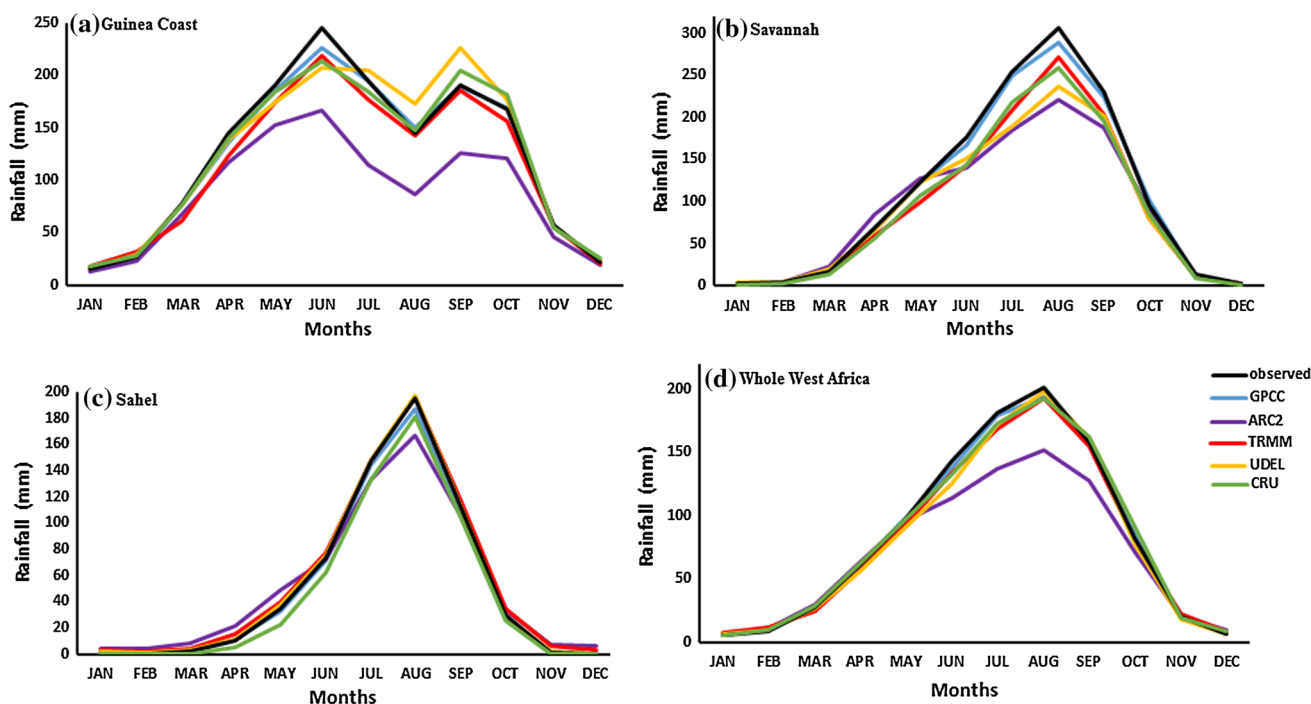 (a) Guinea Coast
Rainfall (mm)
250
200
150
100
50
0
JAN FEB MAR APR MAY JUN JUL AUG SEP OCT NOV DEC
Months
(b) Savannah
Rainfall (mm)
300
250
200
150
100
50
0
JAN FEB MAR APR MAY JUN JUL AUG SEP OCT NOV DEC
Months
(c) Sahel
Rainfall (mm)
200
180
160
140
120
100
80
60
40
20
0
JAN FEB MAR APR MAY JUN JUL AUG SEP OCT NOV DEC
Months
(d) Whole West Africa
Rainfall (mm)
200
150
100
50
0
JAN FEB MAR APR MAY JUN JUL AUG SEP OCT NOV DEC
Months
observed
GPCC
ARC2
TRMM
UDEL
CRU